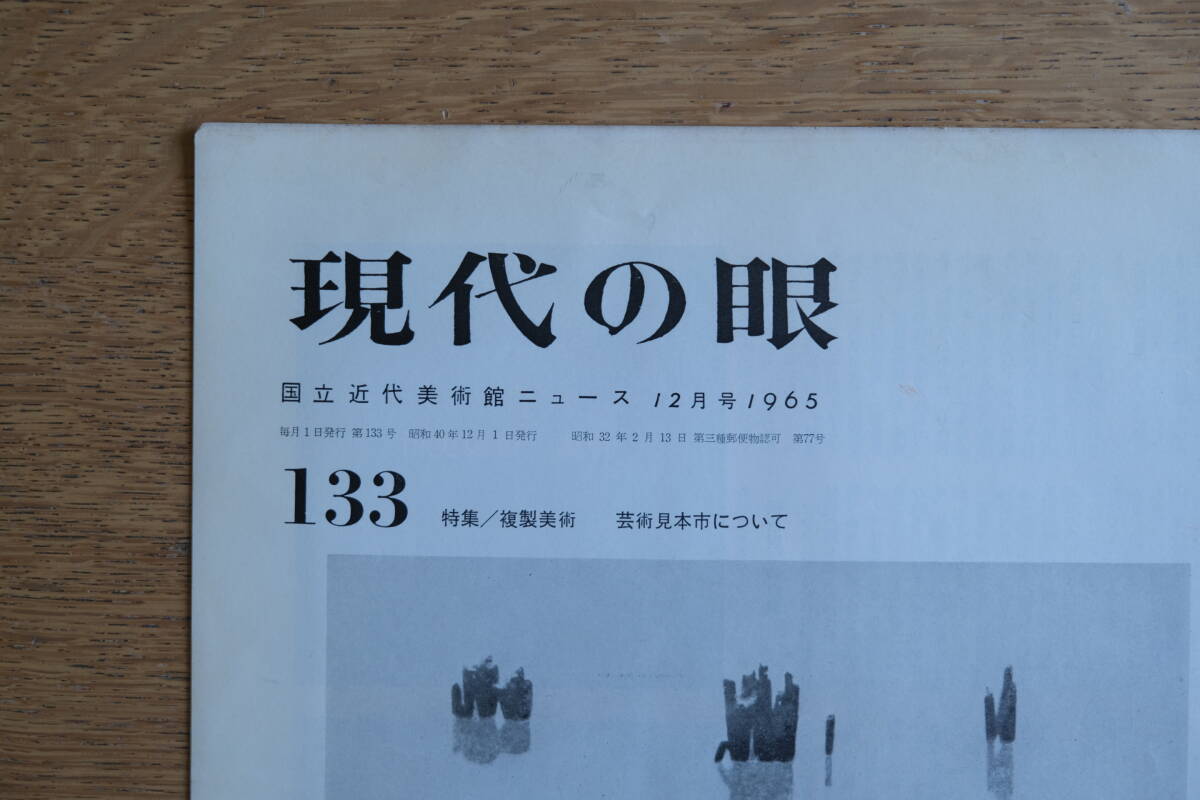 現代の眼
国立近代美術館ニュース 12月号1965
毎月1日発行 第133号 昭和40年12月1日発行 昭和32年2月13日 第三種郵便物認可 第77号
133 特集/複製美術 芸術見本市について